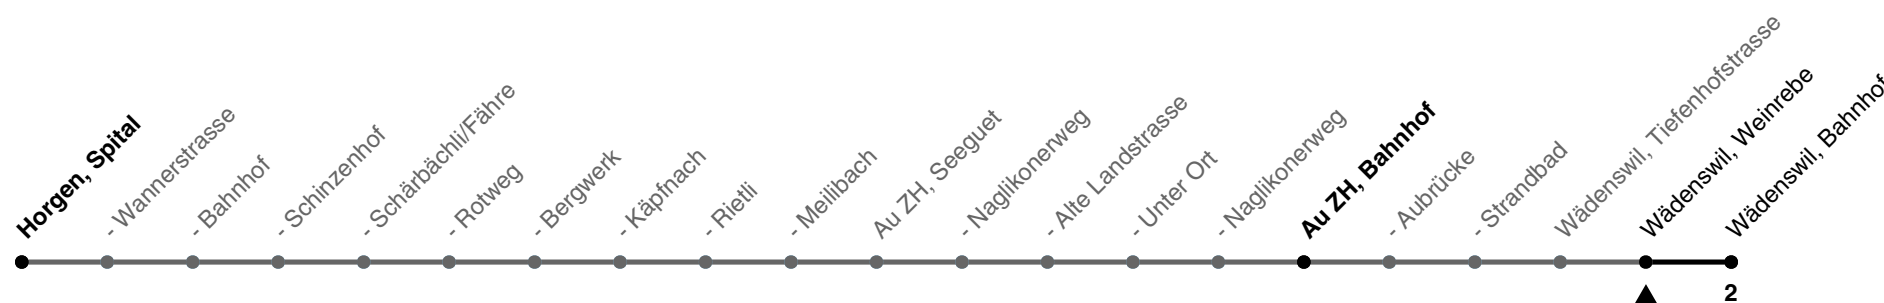 Horgen, Spital
- Wannerstrasse
- Bahnhof
- Schinzenhof
- Schärbächli/Fähre
- Rotweg
- Bergwerk
- Käpfnach
- Rietli
- Meilibach
Au ZH, Seeguet
- Naglikonerweg
- Alte Landstrasse
- Unter Ort
- Naglikonerweg
Au ZH, Bahnhof
- Aubrücke
- Strandbad
Wädenswil, Tiefenhofstrasse
Wädenswil, Weinrebe
Wädenswil, Bahnhof
2